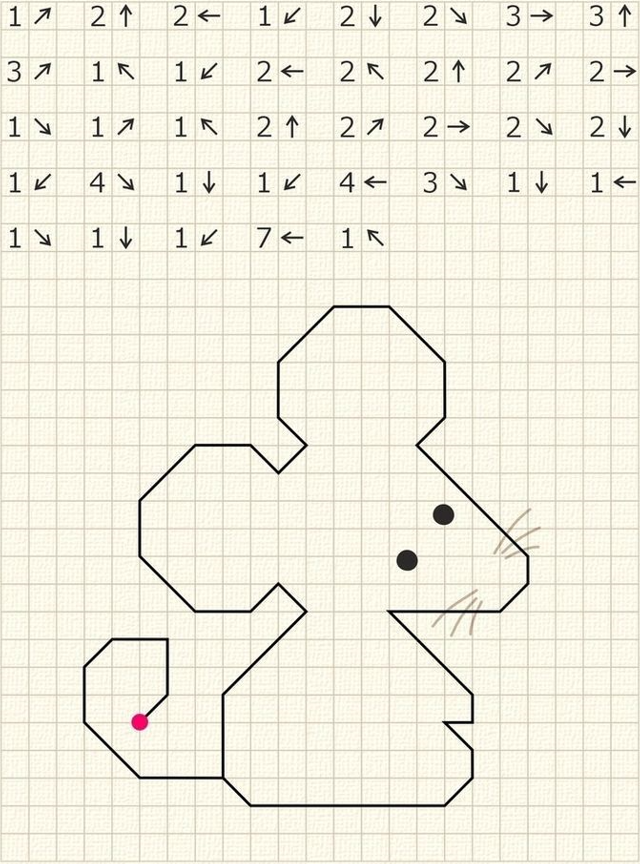 1↗ 2↑ 2← 1↙ 2↓ 2↘ 3→ 3↑
3↗ 1↖ 1↙ 2← 2↖ 2↑ 2↗ 2→
1↘ 1↗ 1↖ 2↑ 2↗ 2→ 2↘ 2↓
1↙ 4↘ 1↓ 1↙ 4← 3↘ 1↓ 1←
1↘ 1↓ 1↙ 7← 1↖